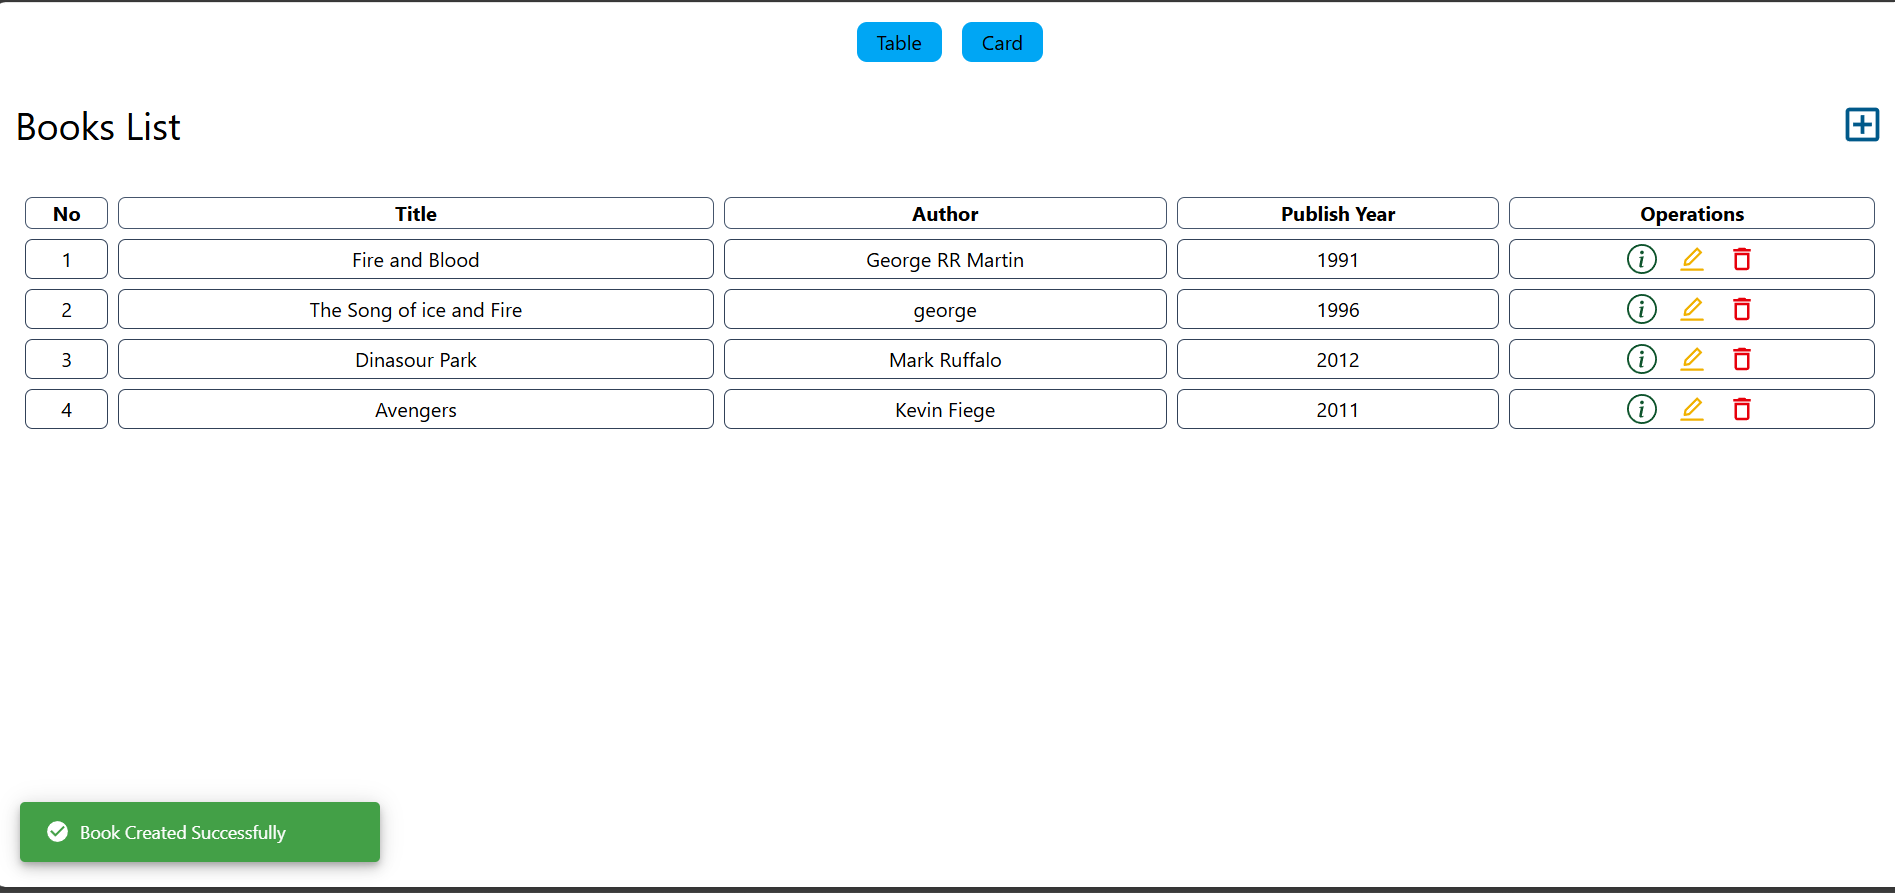 Table Card
Books List
No Title Author Publish Year Operations
1 Fire and Blood George RR Martin 1991
2 The Song of ice and Fire george 1996
3 Dinasour Park Mark Ruffalo 2012
4 Avengers Kevin Fiege 2011
Book Created Successfully